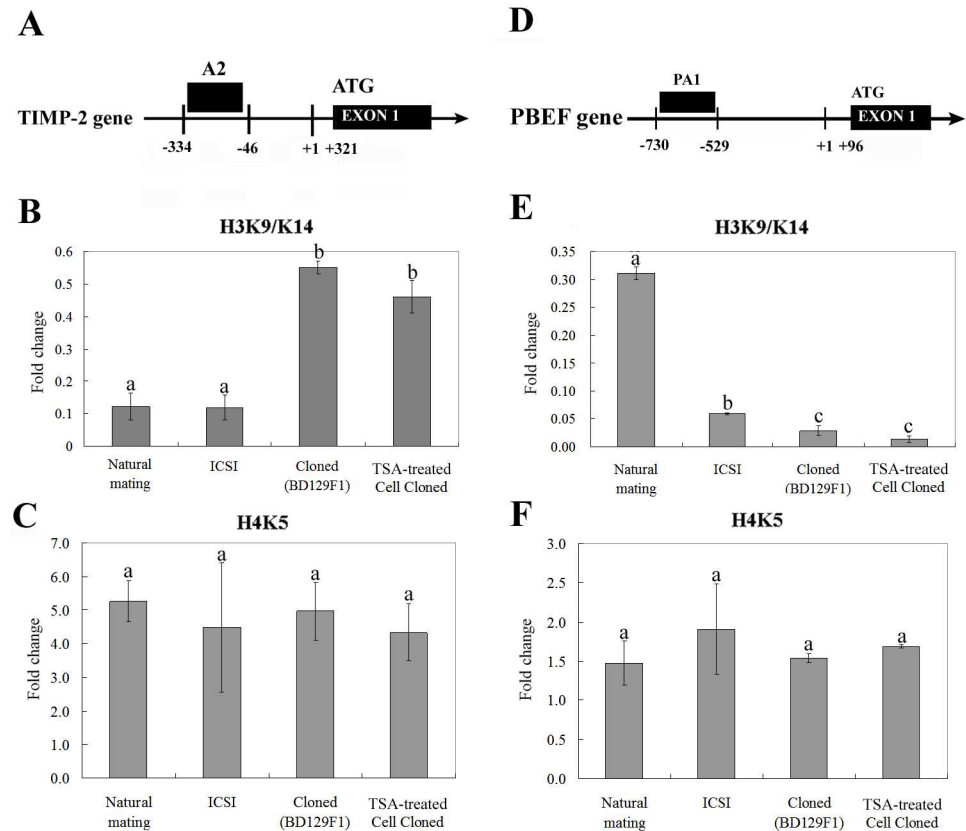 A
A2
ATG
TIMP-2 gene
EXON 1
-334
-46
+1
+321
B
H3K9/K14
Fold change
0.6
0.5
0.4
0.3
0.2
0.1
0
a
a
b
b
Natural mating
ICSI
Cloned (BD129F1)
TSA-treated Cell Cloned
C
H4K5
Fold change
7.0
6.0
5.0
4.0
3.0
2.0
1.0
0.0
a
a
a
a
Natural mating
ICSI
Cloned (BD129F1)
TSA-treated Cell Cloned
D
PA1
ATG
PBEF gene
EXON 1
-730
-529
+1
+96
E
H3K9/K14
Fold change
0.35
0.30
0.25
0.20
0.15
0.10
0.05
0.00
a
b
c
c
Natural mating
ICSI
Cloned (BD129F1)
TSA-treated Cell Cloned
F
H4K5
Fold change
3.0
2.5
2.0
1.5
1.0
0.5
0.0
a
a
a
a
Natural mating
ICSI
Cloned (BD129F1)
TSA-treated Cell Cloned